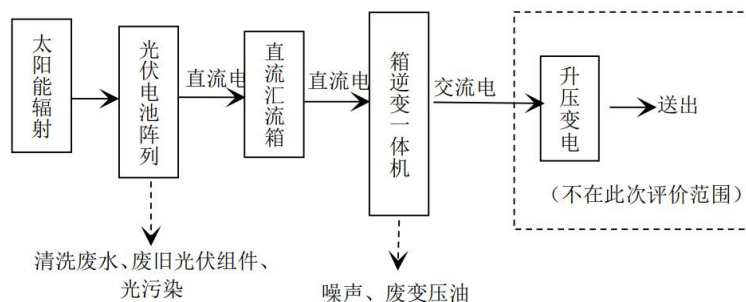 太阳能辐射
光伏电池阵列
直流电
直流汇流箱
直流电
箱逆变一体机
交流电
升压变电
送出
（不在此次评价范围）
清洗废水、废旧光伏组件、
光污染
噪声、废变压油